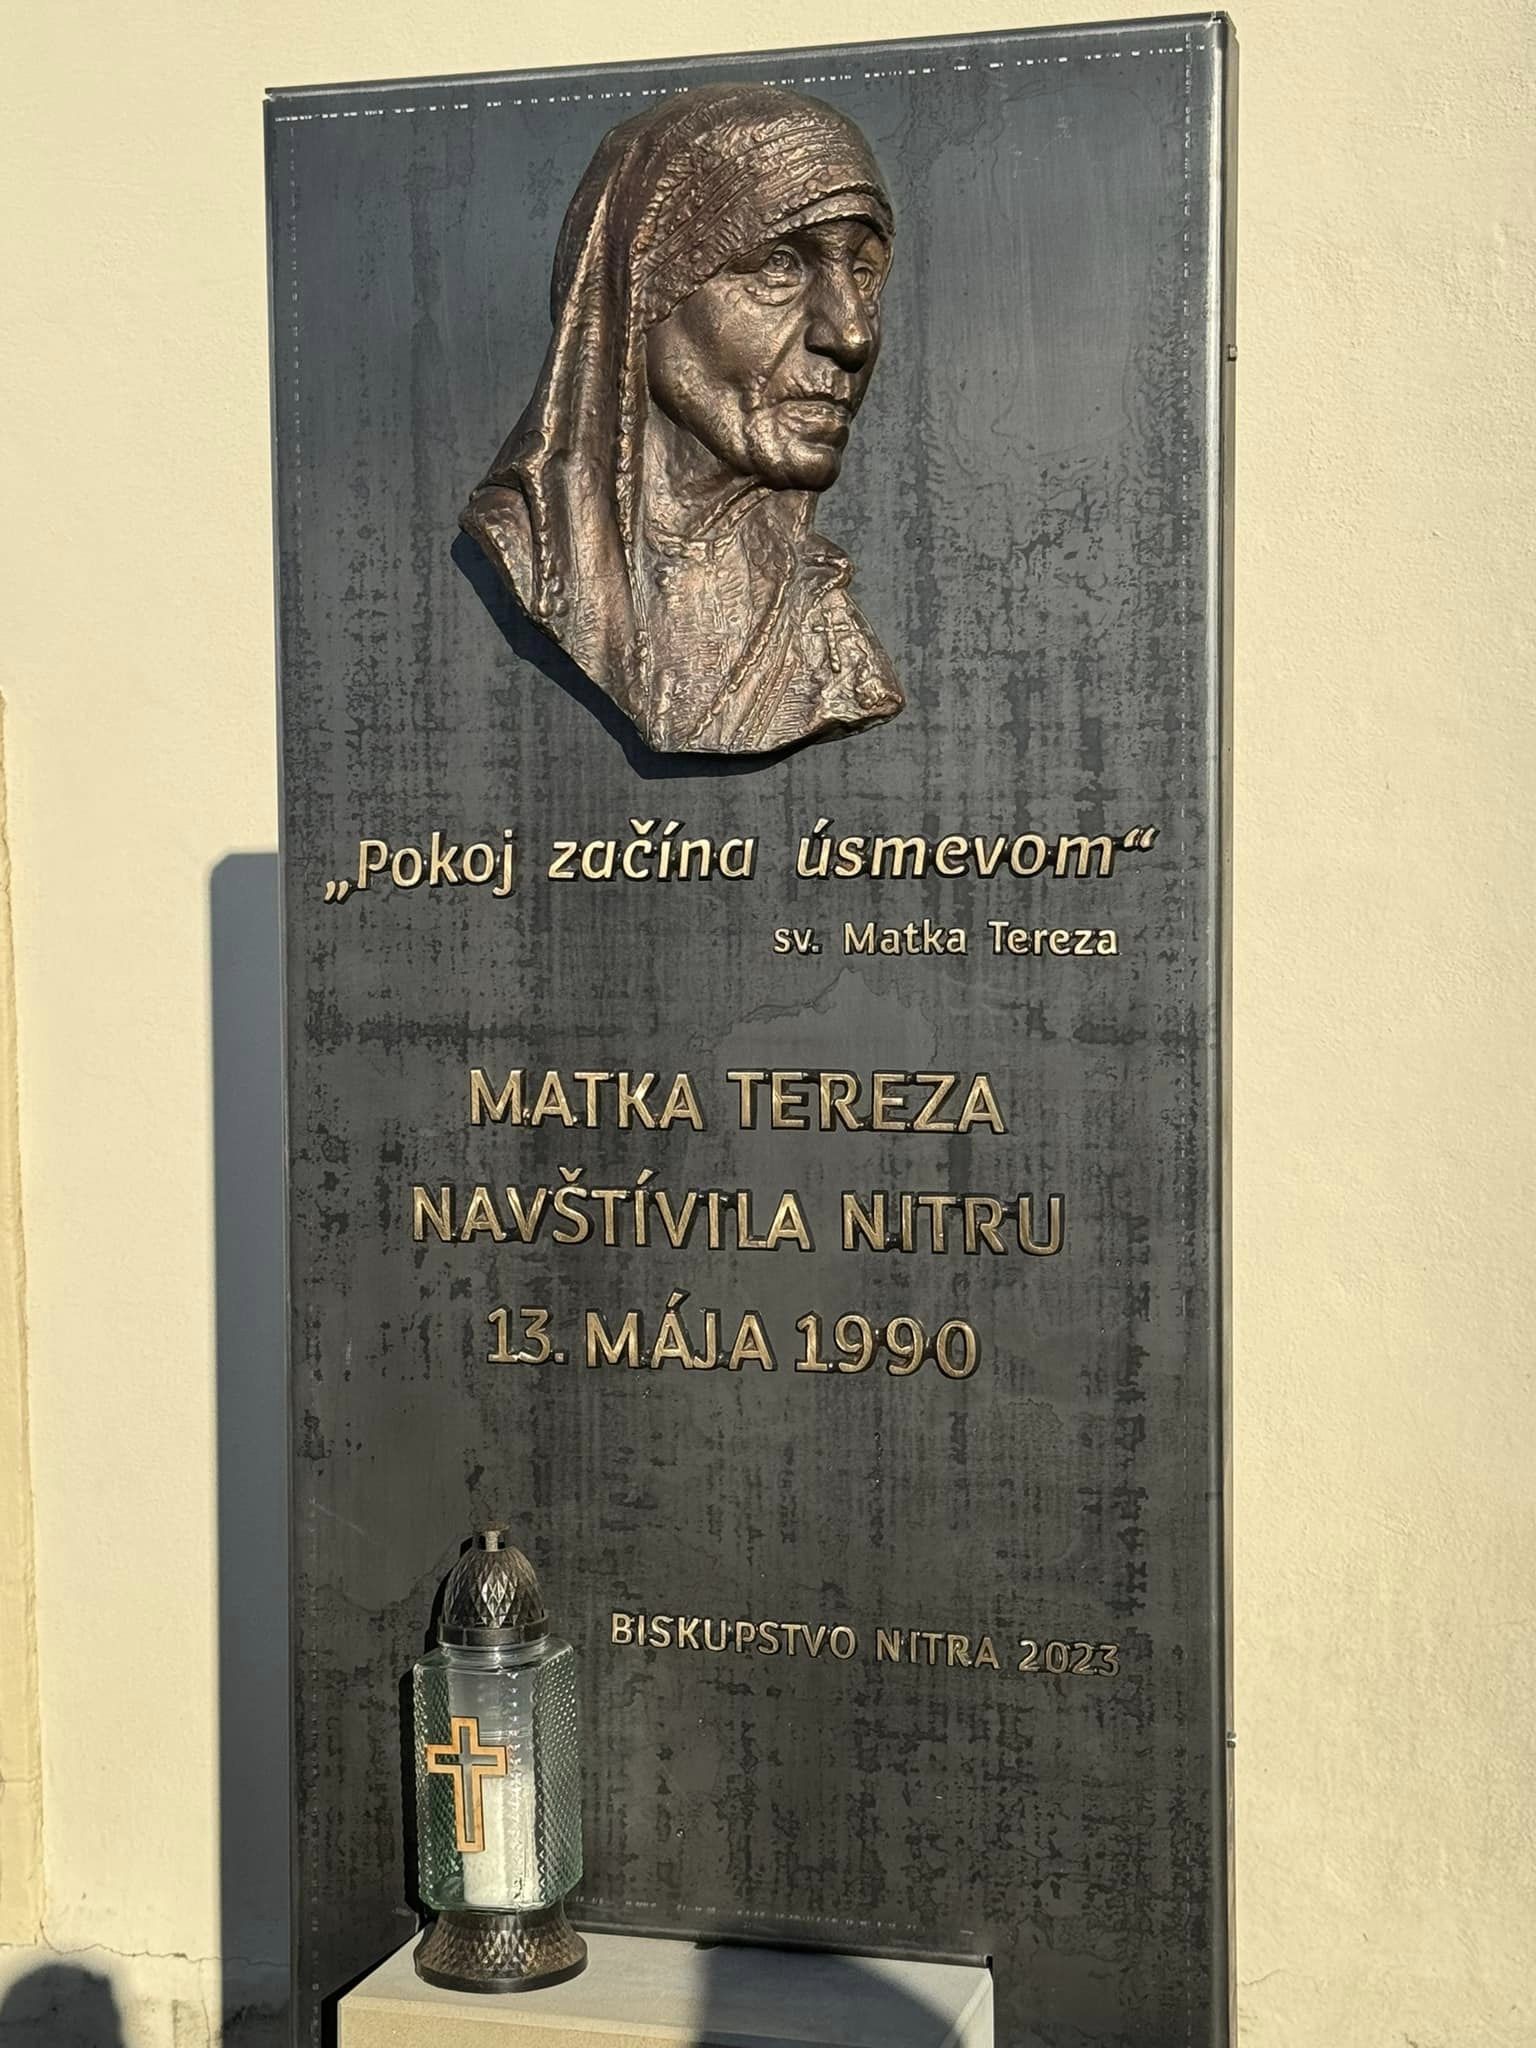 „Pokoj začína úsmevom“
sv. Matka Tereza
MATKA TEREZA
NAVŠTÍVILA NITRU
13. MÁJA 1990
BISKUPSTVO NITRA 2023